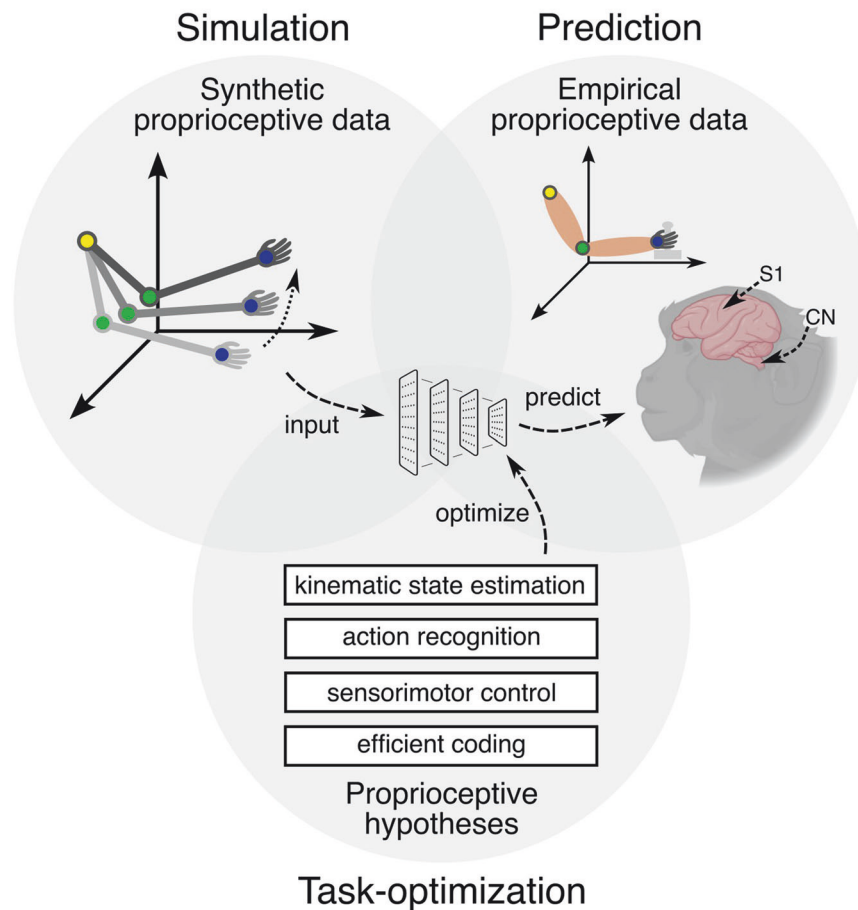 Simulation
Prediction
Synthetic
proprioceptive data
Empirical
proprioceptive data
S1
CN
input
predict
optimize
kinematic state estimation
action recognition
sensorimotor control
efficient coding
Proprioceptive
hypotheses
Task-optimization